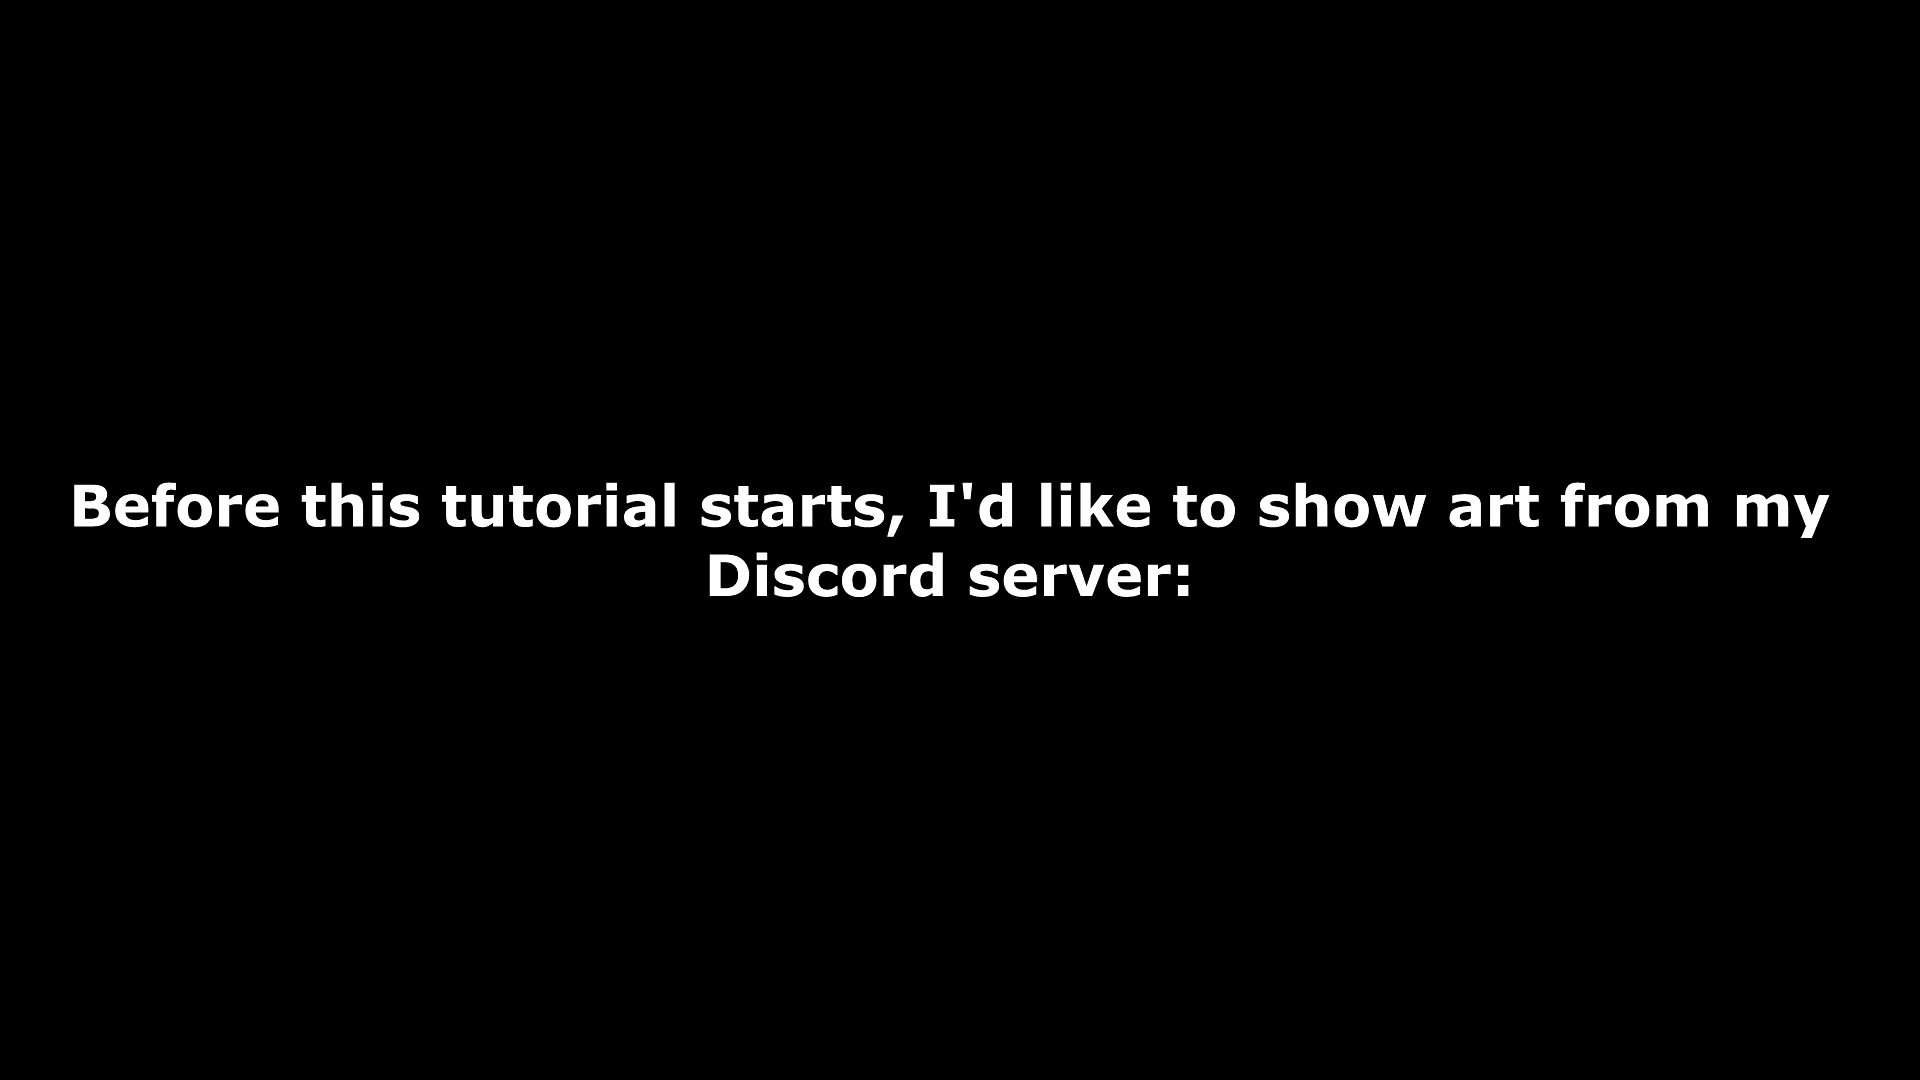 Before this tutorial starts, I'd like to show art from my
Discord server: